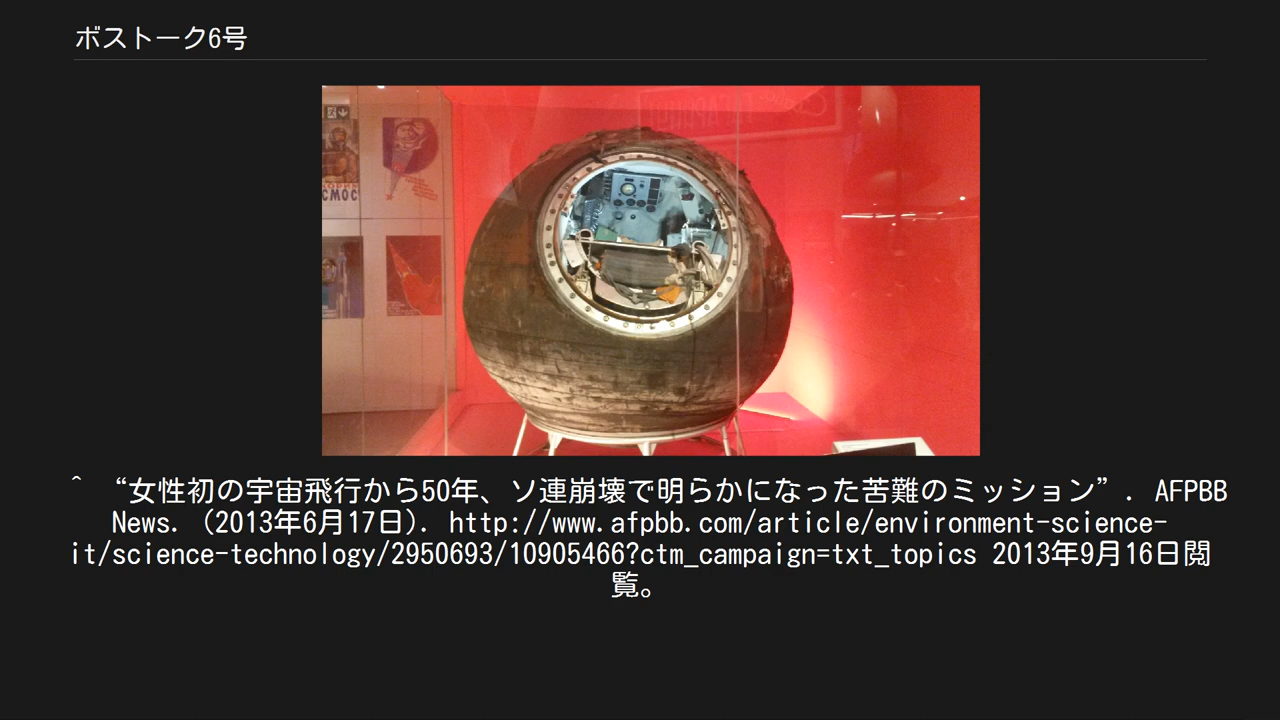 ボストーク6号
СМОС
^ “女性初の宇宙飛行から50年、ソ連崩壊で明らかになった苦難のミッション”. AFPBB
News. (2013年6月17日). http://www.afpbb.com/article/environment-science-
it/science-technology/2950693/10905466?ctm_campaign=txt_topics 2013年9月16日閲
覧。